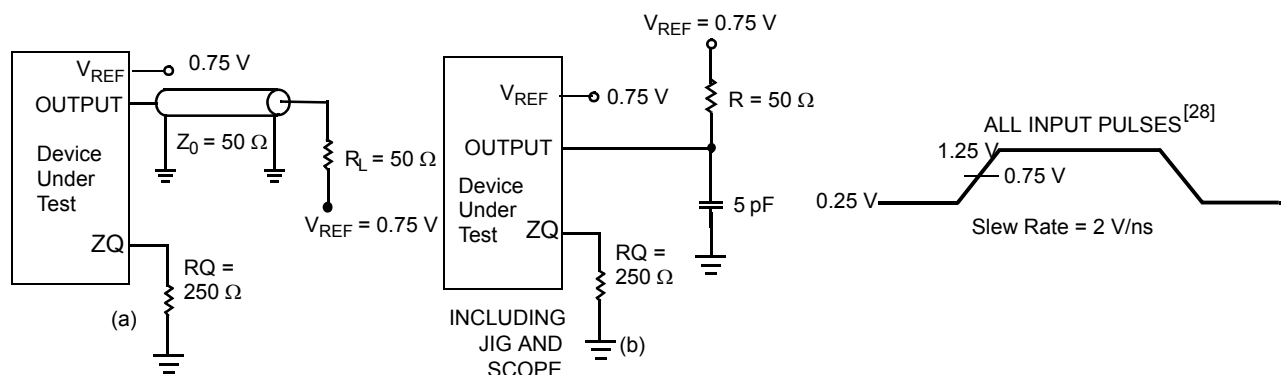 V_REF 0.75 V
OUTPUT
Z_0 = 50 Ω
Device
Under
Test
R_L = 50 Ω
V_REF = 0.75 V
ZQ
RQ =
250 Ω
(a)
V_REF = 0.75 V
R = 50 Ω
V_REF 0.75 V
OUTPUT
Device
Under
Test
5 pF
ZQ
RQ =
250 Ω
INCLUDING
JIG AND
SCOPE
(b)
ALL INPUT PULSES[28]
1.25 V
0.75 V
0.25 V
Slew Rate = 2 V/ns